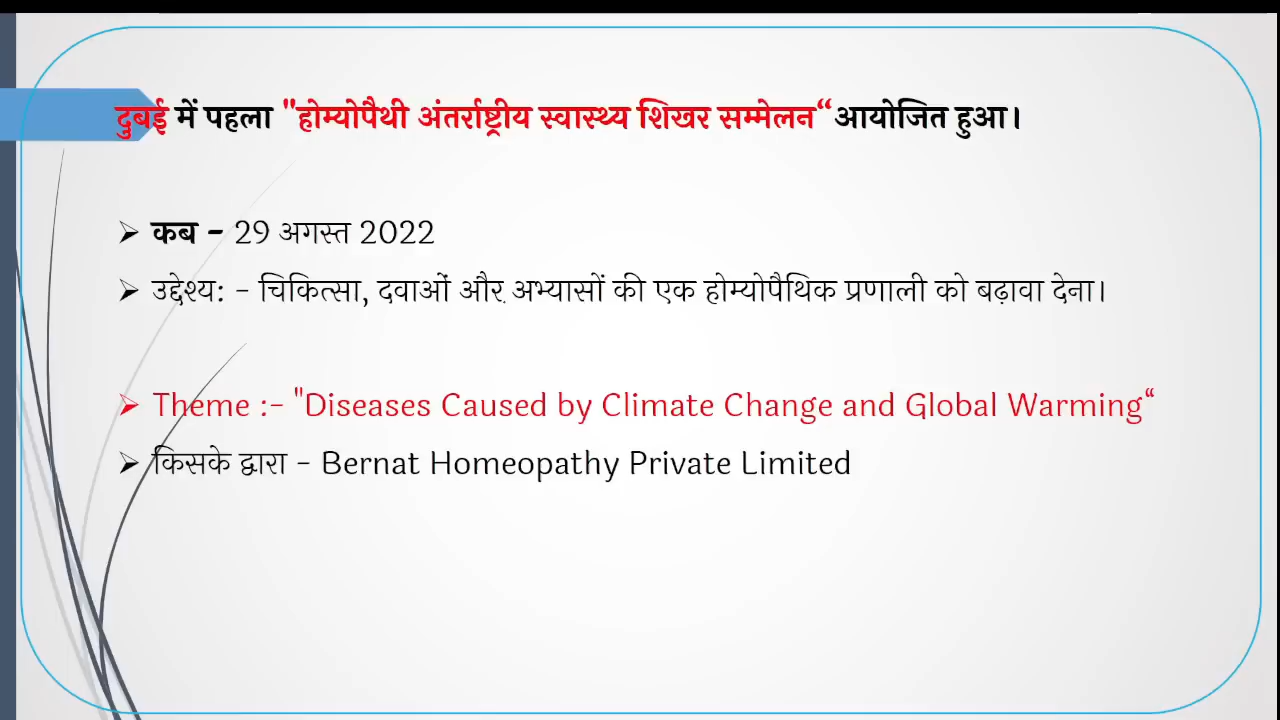 दुबई में पहला "होम्योपैथी अंतर्राष्ट्रीय स्वास्थ्य शिखर सम्मेलन“ आयोजित हुआ।
➢ कब – 29 अगस्त 2022
➢ उद्देश्य: - चिकित्सा, दवाओं और अभ्यासों की एक होम्योपैथिक प्रणाली को बढ़ावा देना।
➢ Theme :- "Diseases Caused by Climate Change and Global Warming“
➢ किसके द्वारा – Bernat Homeopathy Private Limited